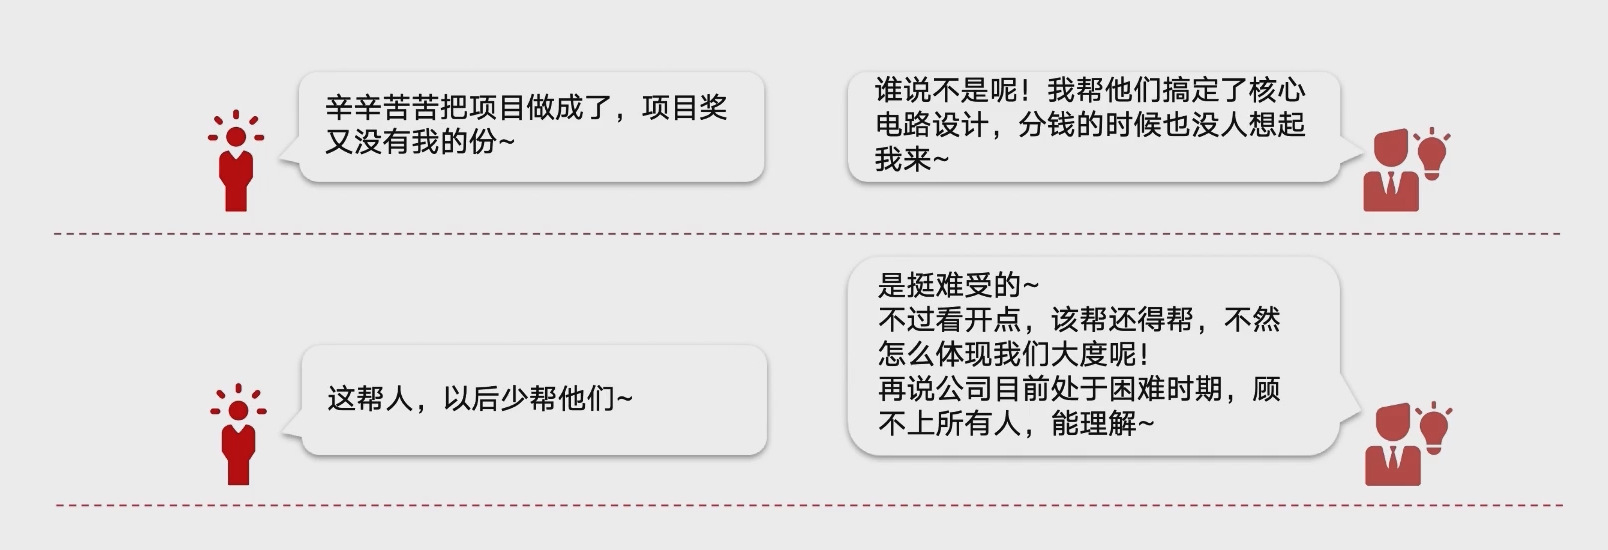 辛辛苦苦把项目做成了，项目奖
又没有我的份~
谁说不是呢！我帮他们搞定了核心
电路设计，分钱的时候也没人想起
我来~
这帮人，以后少帮他们~
是挺难受的~
不过看开点，该帮还得帮，不然
怎么体现我们大度呢！
再说公司目前处于困难时期，顾
不上所有人，能理解~